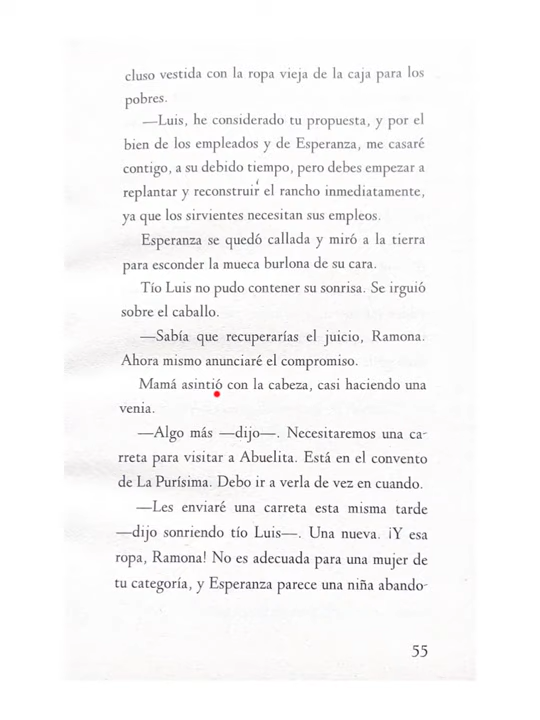 cluso vestida con la ropa vieja de la caja para los
pobres.
—Luis, he considerado tu propuesta, y por el
bien de los empleados y de Esperanza, me casaré
contigo, a su debido tiempo, pero debes empezar a
replantar y reconstruir el rancho inmediatamente,
ya que los sirvientes necesitan sus empleos.
Esperanza se quedó callada y miró a la tierra
para esconder la mueca burlona de su cara.
Tío Luis no pudo contener su sonrisa. Se irguió
sobre el caballo.
—Sabía que recuperarías el juicio, Ramona.
Ahora mismo anunciaré el compromiso.
Mamá asintió con la cabeza, casi haciendo una
venia.
—Algo más —dijo—. Necesitaremos una ca-
rreta para visitar a Abuelita. Está en el convento
de La Purísima. Debo ir a verla de vez en cuando.
—Les enviaré una carreta esta misma tarde
—dijo sonriendo tío Luis—. Una nueva. ¡Y esa
ropa, Ramona! No es adecuada para una mujer de
tu categoría, y Esperanza parece una niña abando-
55